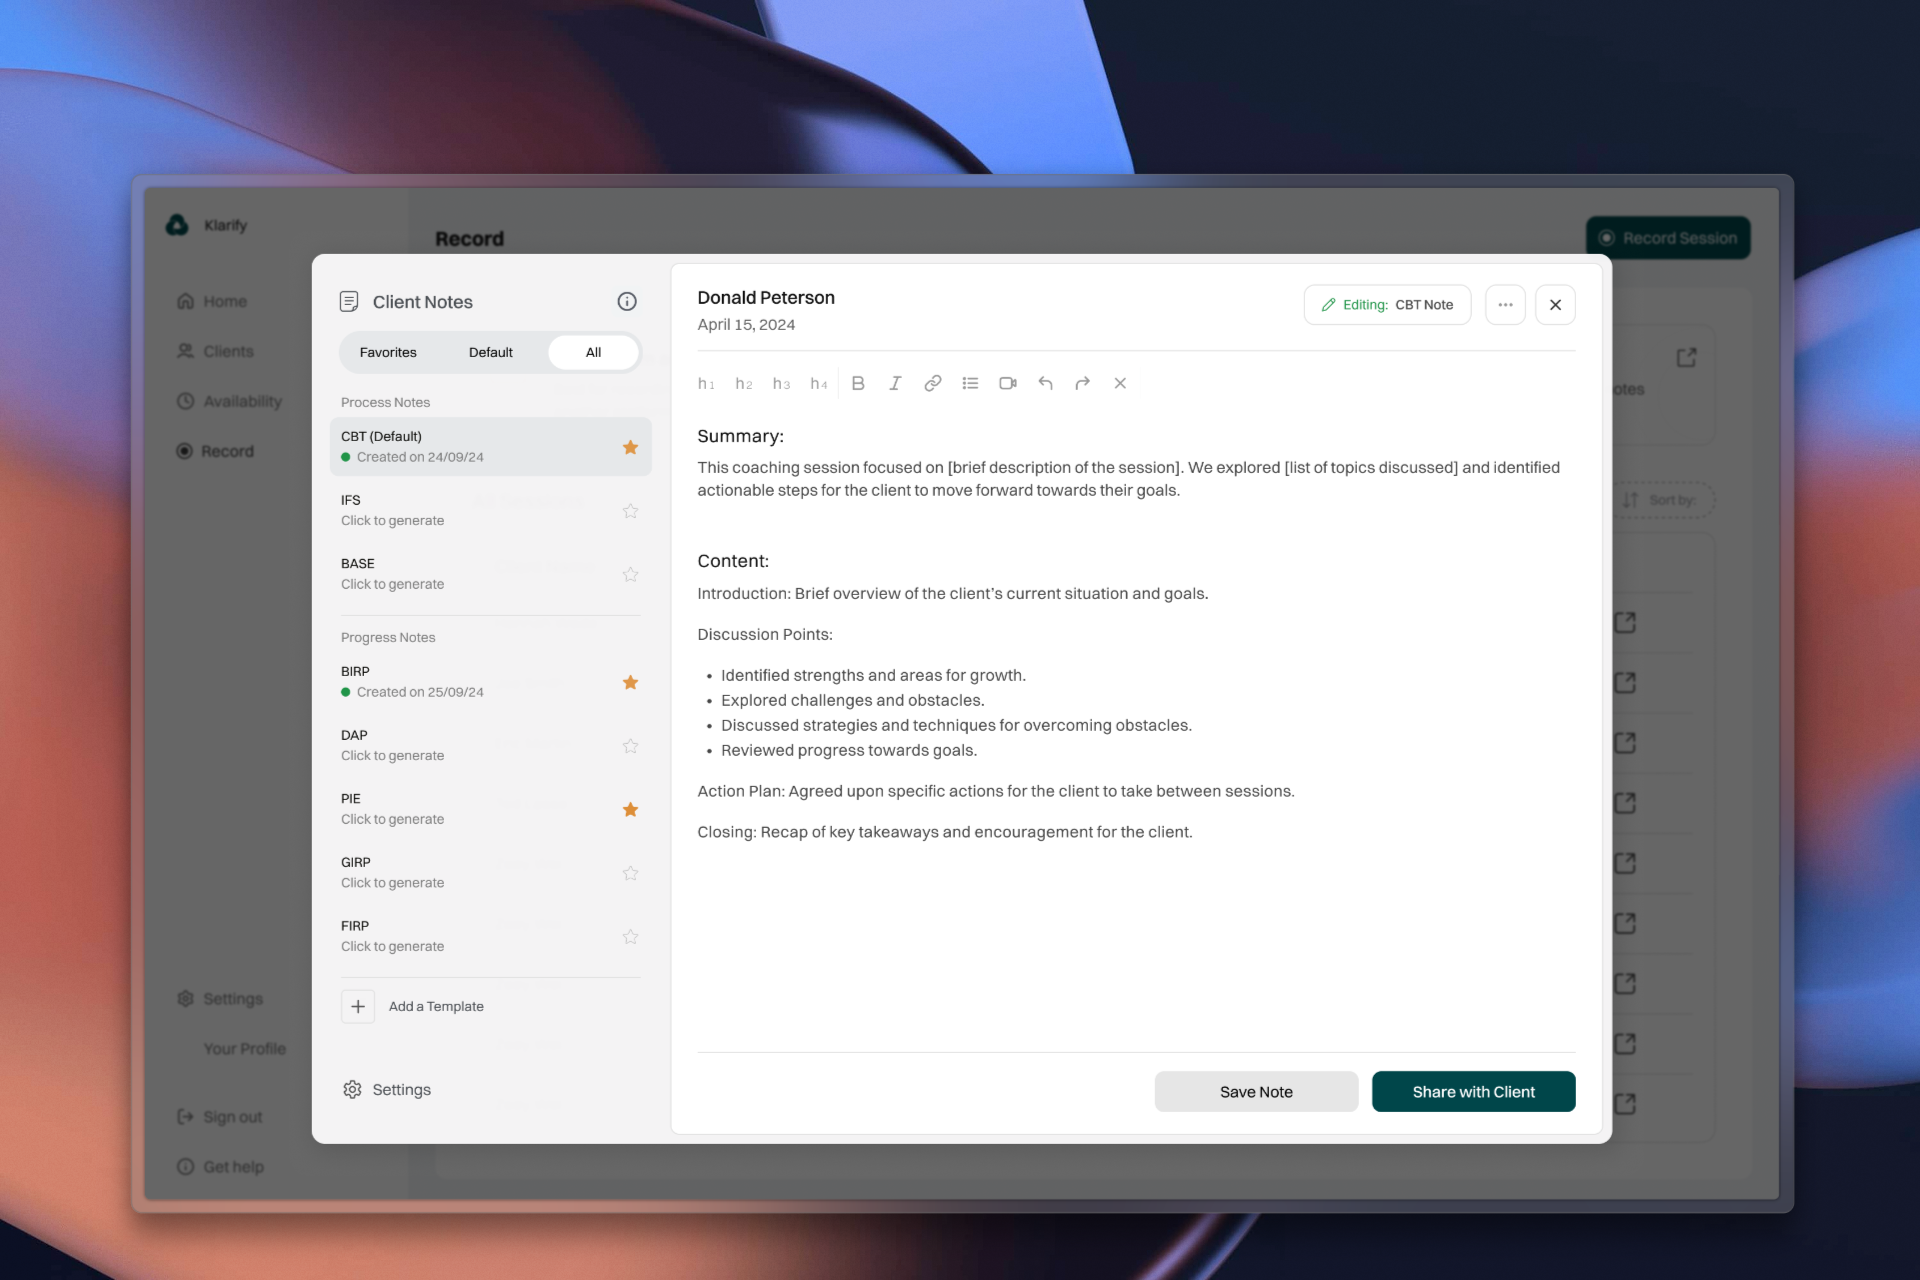 Klarify
Home
Clients
Availability
Record
Settings
Your Profile
Sign out
Get help
Record
Record Session
otes
Sort by:
Client Notes
Favorites
Default
All
Process Notes
CBT (Default)
Created on 24/09/24
IFS
Click to generate
BASE
Click to generate
Progress Notes
BIRP
Created on 25/09/24
DAP
Click to generate
PIE
Click to generate
GIRP
Click to generate
FIRP
Click to generate
Add a Template
Settings
Donald Peterson
April 15, 2024
Editing: CBT Note
h1 h2 h3 h4 B I
Summary:
This coaching session focused on [brief description of the session]. We explored [list of topics discussed] and identified
actionable steps for the client to move forward towards their goals.
Content:
Introduction: Brief overview of the client’s current situation and goals.
Discussion Points:
• Identified strengths and areas for growth.
• Explored challenges and obstacles.
• Discussed strategies and techniques for overcoming obstacles.
• Reviewed progress towards goals.
Action Plan: Agreed upon specific actions for the client to take between sessions.
Closing: Recap of key takeaways and encouragement for the client.
Save Note
Share with Client